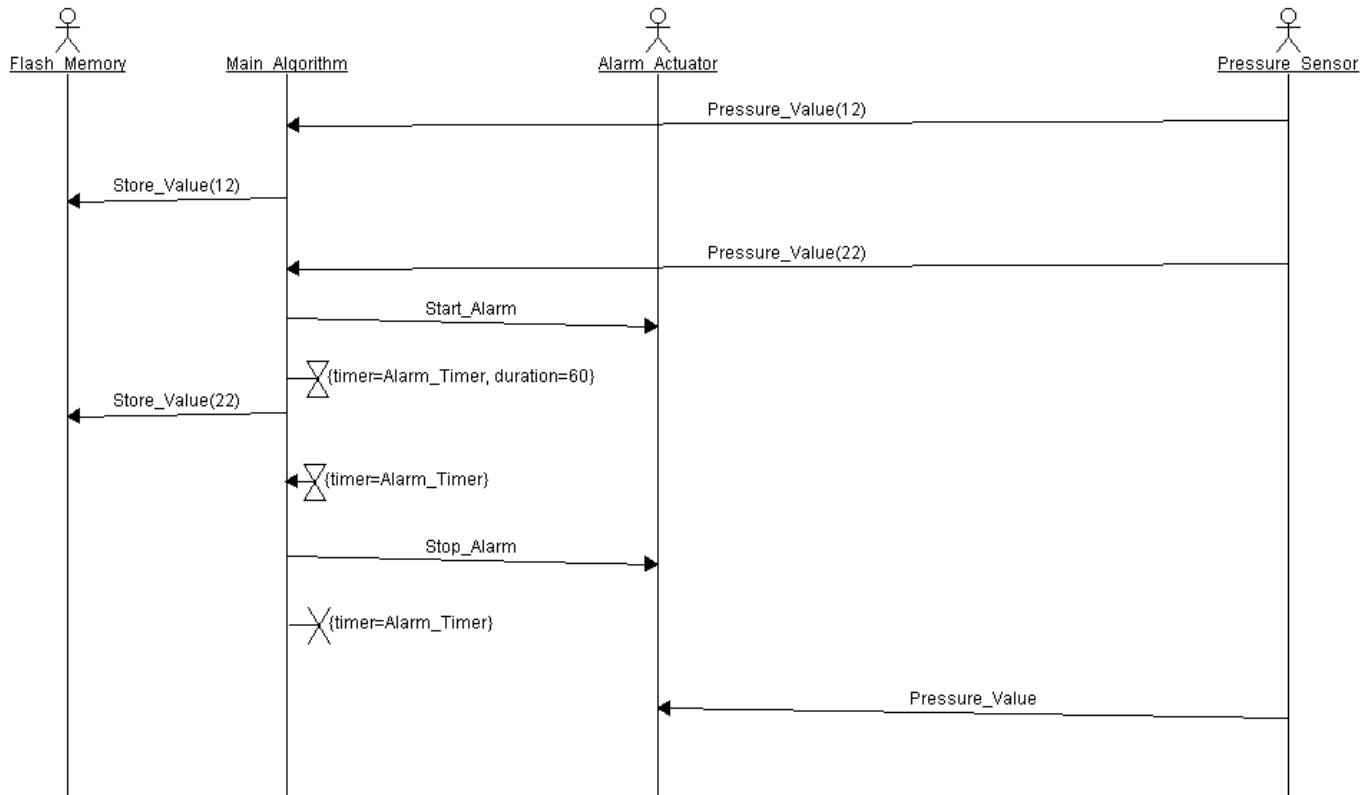 Flash_Memory
Main_Algorithm
Alarm_Actuator
Pressure_Sensor
Pressure_Value(12)
Store_Value(12)
Pressure_Value(22)
Start_Alarm
{timer=Alarm_Timer, duration=60}
Store_Value(22)
{timer=Alarm_Timer}
Stop_Alarm
{timer=Alarm_Timer}
Pressure_Value